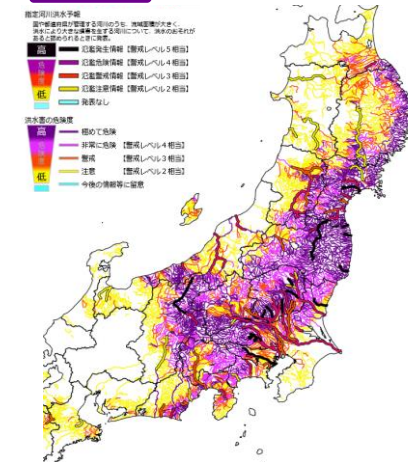 指定河川洪水予報
国や都道府県が管理する河川のうち、流域面積が大きく、
洪水により大きな損害を生ずる河川について、洪水のおそれが
あると認められるときに発表。
高
危険度
低
氾濫発生情報【警戒レベル5相当】
氾濫危険情報【警戒レベル4相当】
氾濫警戒情報【警戒レベル3相当】
氾濫注意情報【警戒レベル2相当】
発表なし
洪水害の危険度
高
危険度
低
極めて危険
非常に危険【警戒レベル4相当】
警戒【警戒レベル3相当】
注意【警戒レベル2相当】
今後の情報等に留意